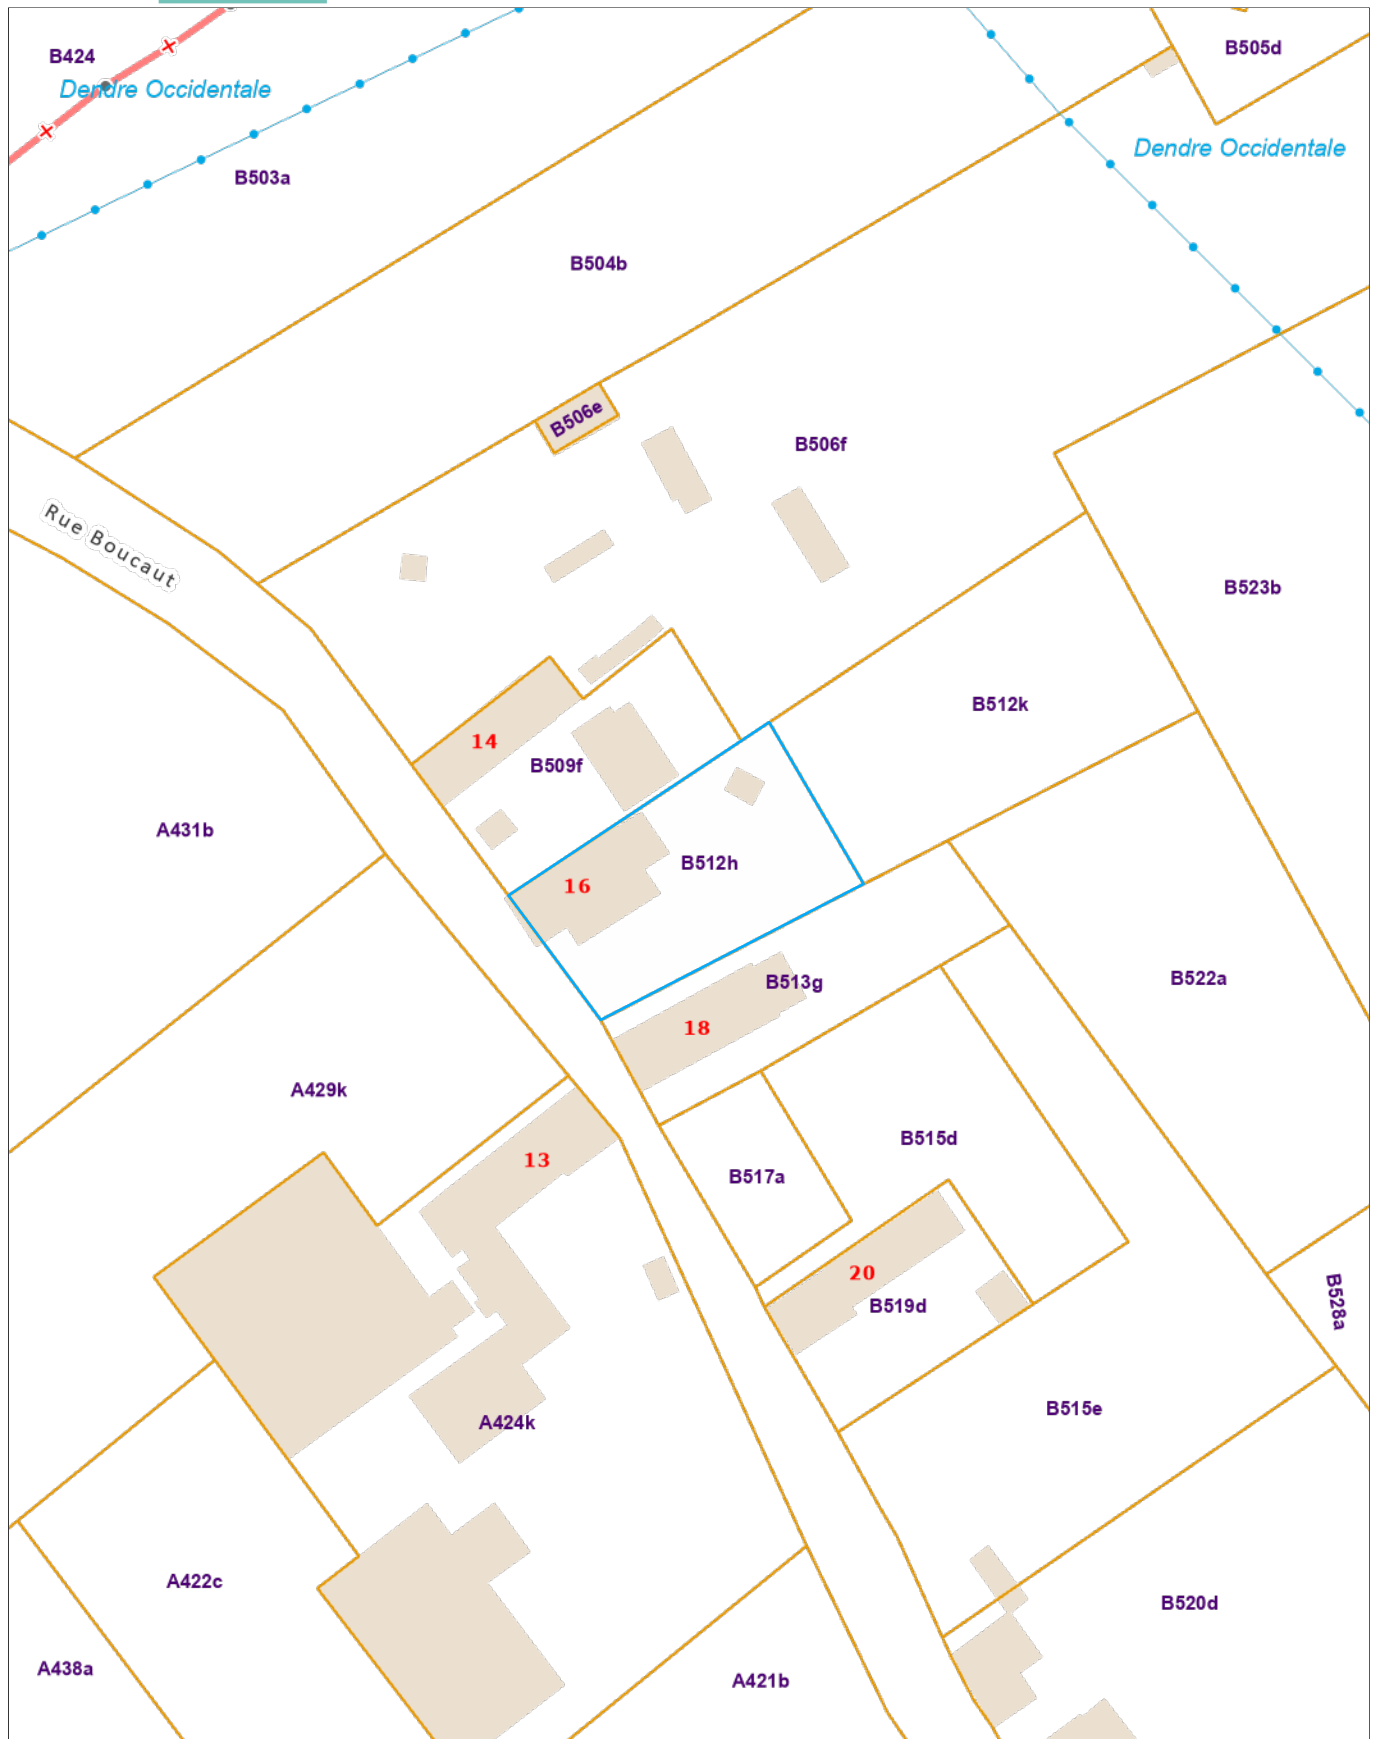 B424
Dendre Occidentale
B505d
Dendre Occidentale
B503a
B504b
B506e
B506f
Rue Boucaut
B523b
B512k
14
B509f
A431b
B512h
16
B522a
B513g
18
A429k
B515d
13
B517a
20
B519d
B528a
B515e
A424k
A422c
B520d
A438a
A421b